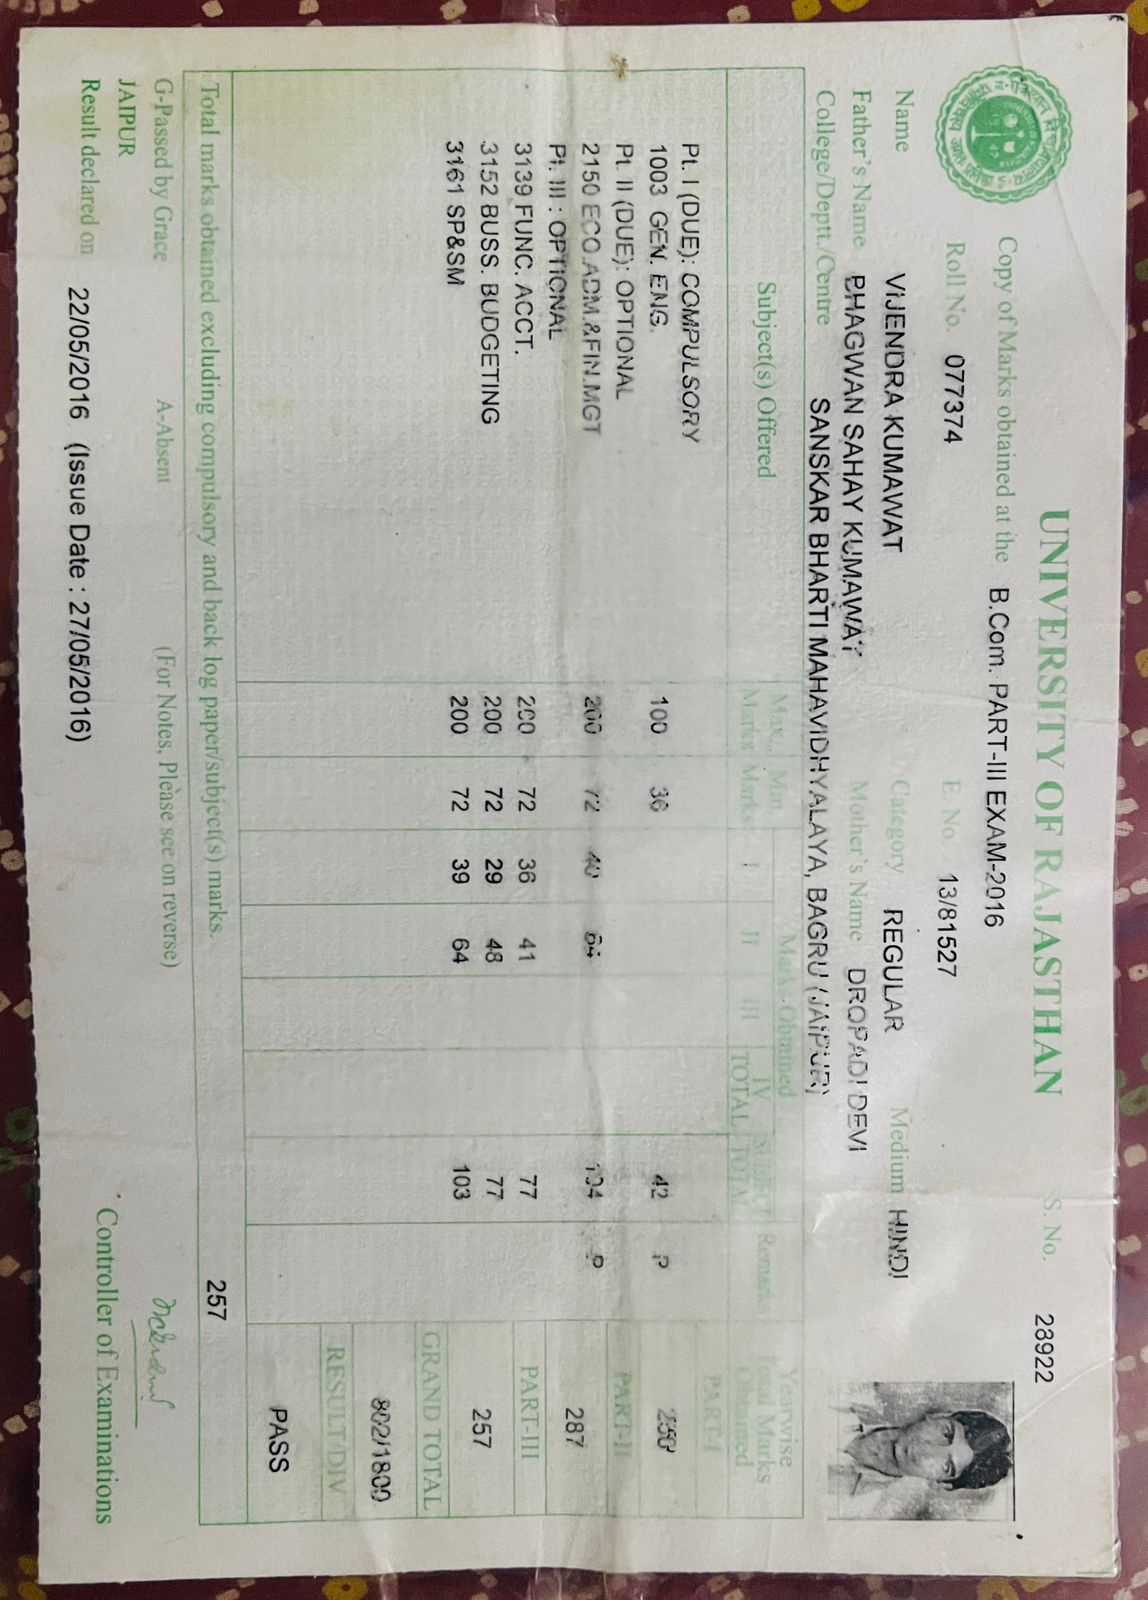 UNIVERSITY OF RAJASTHAN
S. No. 23922
Copy of Marks obtained at the B.Com. PART-III EXAM-2016
Roll No. 077374 E. No. 13/81527
Name VIJENDRA KUMAWAT Category REGULAR Medium HINDI
Father's Name BHAGWAN SAHAY KUMAWAT Mother's Name DROPADI DEVI
College/Deptt./Centre SANSKAR BHARTI MAHAVIDHYALAYA, BAGRU (JAIPUR)
Subject(s) Offered Max. Marks Min. Marks Marks Obtained I II III IV TOTAL SUBJECT TOTAL Remarks Yearwise Total Marks Obtained
PART-I
Pt. I (DUE): COMPULSORY
1003 GEN. ENG. 100 36 42 P
Pt. II (DUE): OPTIONAL PART-II
2150 ECO.ADM.&FIN.MGT 200 72 40 64 104 P 287
Pt. III : OPTIONAL
3139 FUNC. ACCT. 200 72 36 41 77 PART-III
3152 BUSS. BUDGETING 200 72 29 48 77 257
3161 SP&SM 200 72 39 64 103
GRAND TOTAL
802/1800
RESULT/DIV
PASS
Total marks obtained excluding compulsory and back log paper/subject(s) marks. 257
G-Passed by Grace A-Absent (For Notes, Please see on reverse)
JAIPUR
Result declared on 22/05/2016 (Issue Date : 27/05/2016)
Controller of Examinations